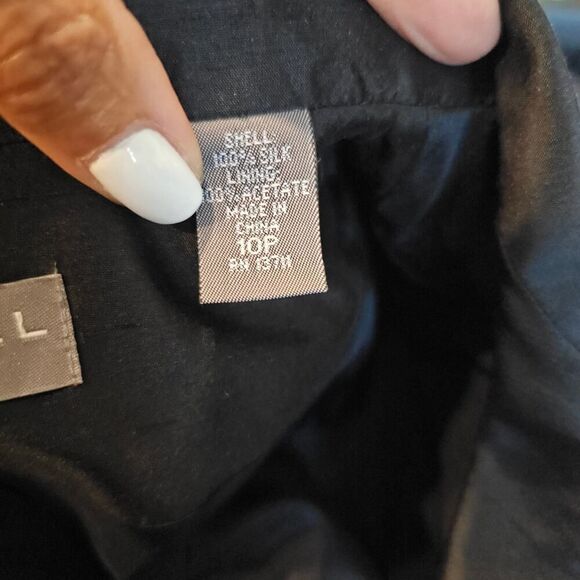 SHELL:
100% SILK
LINING:
100% ACETATE
MADE IN
CHINA
10P
RN 13711
L